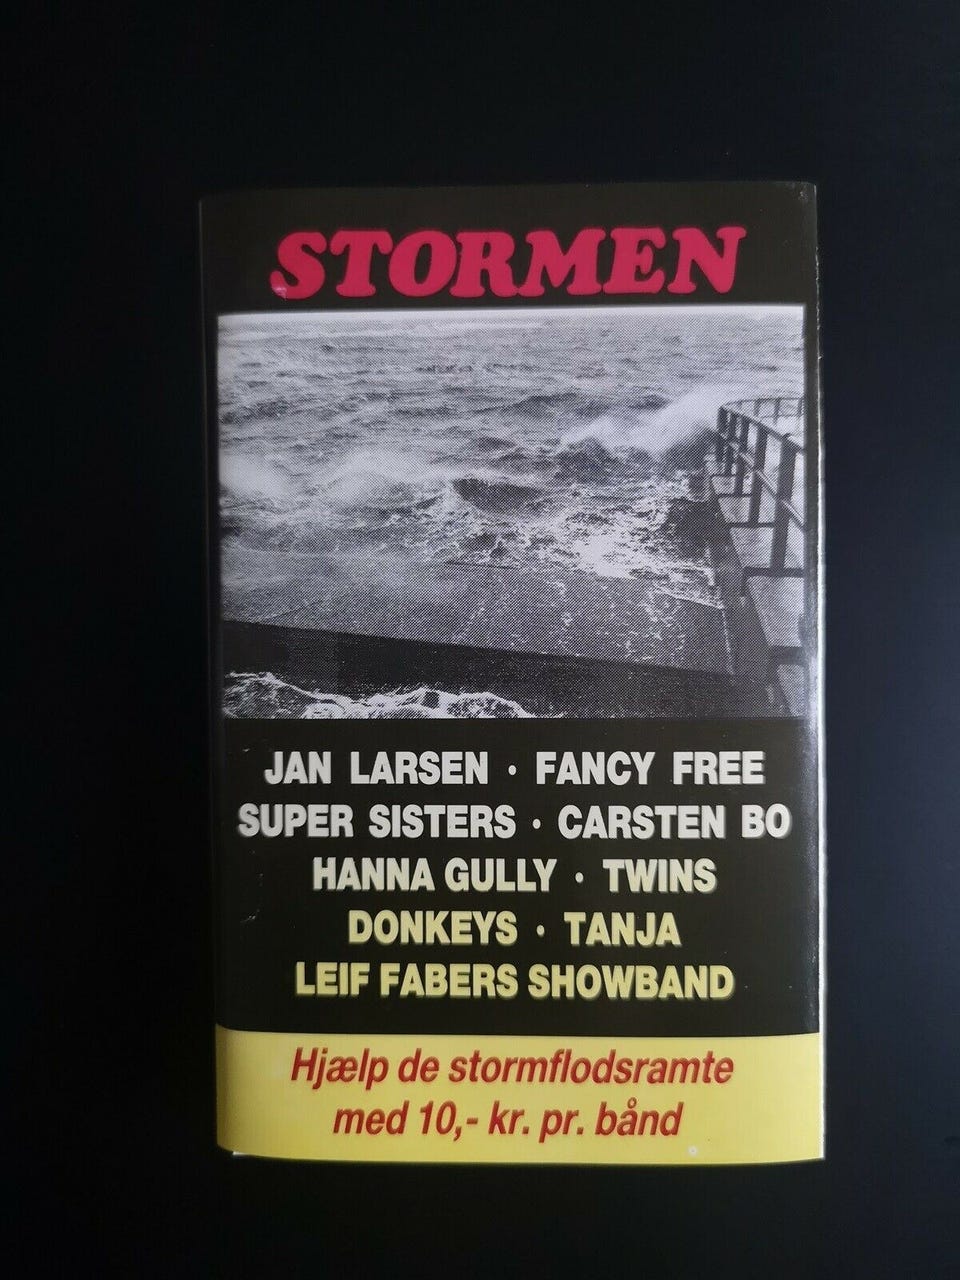 STORMEN
JAN LARSEN · FANCY FREE
SUPER SISTERS · CARSTEN BO
HANNA GULLY · TWINS
DONKEYS · TANJA
LEIF FABERS SHOWBAND
Hjælp de stormflodsramte
med 10,- kr. pr. bånd